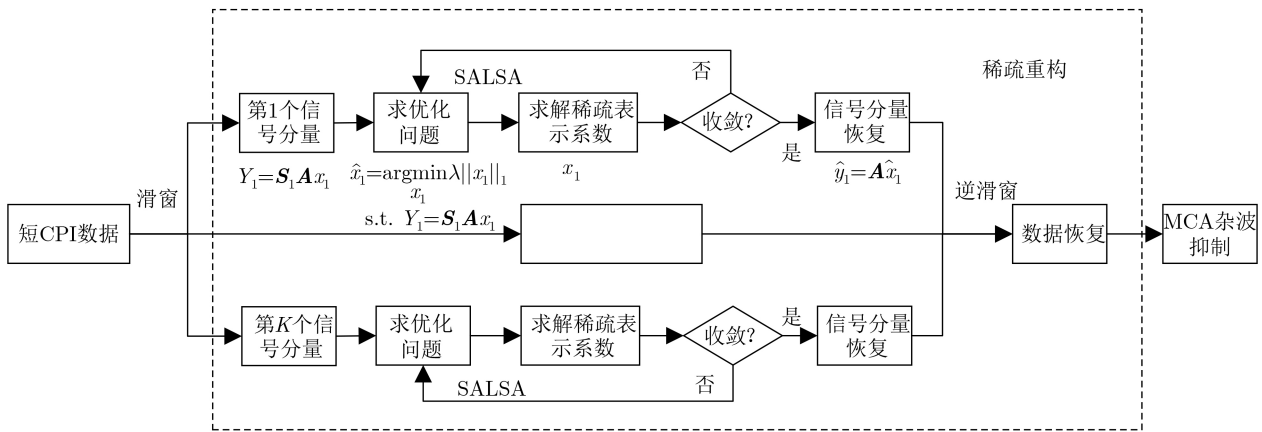 稀疏重构
SALSA
否
第1个信
号分量
求优化
问题
求解稀疏表
示系数
收敛?
是
信号分量
恢复
Y₁=S₁Ax₁
x̂₁=argminλ||x₁||₁
x₁
s.t. Y₁=S₁Ax₁
x₁
ŷ₁=Ax̂₁
滑窗
逆滑窗
短CPI数据
数据恢复
MCA杂波
抑制
第K个信
号分量
求优化
问题
求解稀疏表
示系数
收敛?
是
信号分量
恢复
SALSA
否